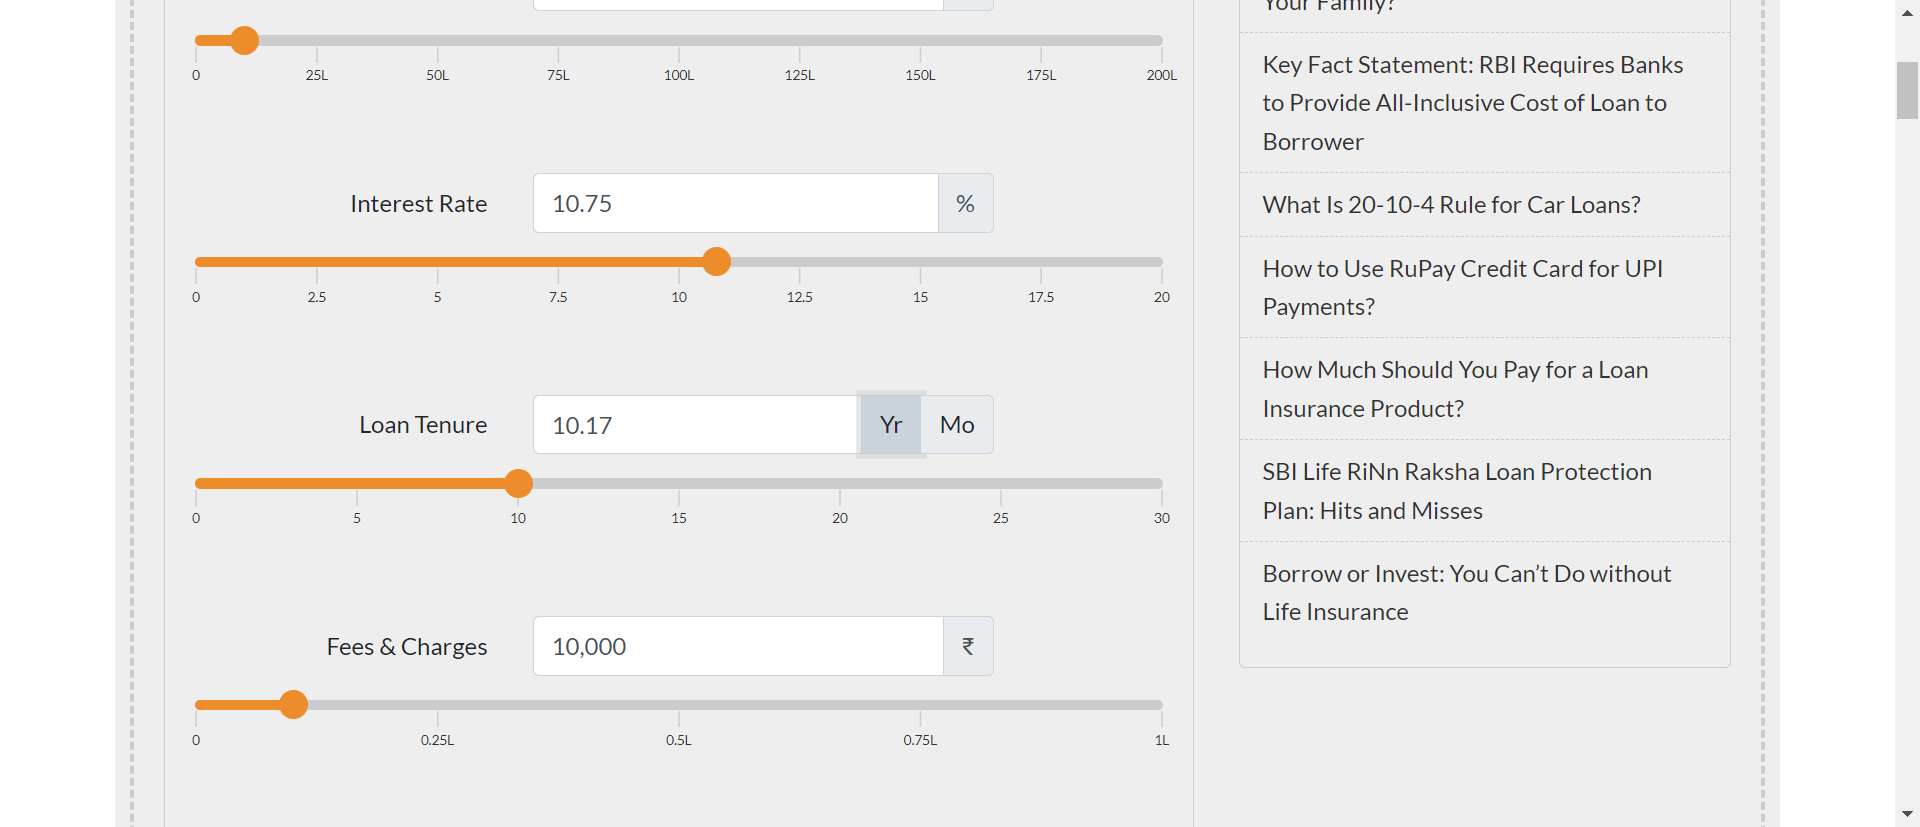 0 25L 50L 75L 100L 125L 150L 175L 200L
Interest Rate 10.75 %
0 2.5 5 7.5 10 12.5 15 17.5 20
Loan Tenure 10.17 Yr Mo
0 5 10 15 20 25 30
Fees & Charges 10,000 ₹
0 0.25L 0.5L 0.75L 1L
Your Family?
Key Fact Statement: RBI Requires Banks
to Provide All-Inclusive Cost of Loan to
Borrower
What Is 20-10-4 Rule for Car Loans?
How to Use RuPay Credit Card for UPI
Payments?
How Much Should You Pay for a Loan
Insurance Product?
SBI Life RiNn Raksha Loan Protection
Plan: Hits and Misses
Borrow or Invest: You Can’t Do without
Life Insurance